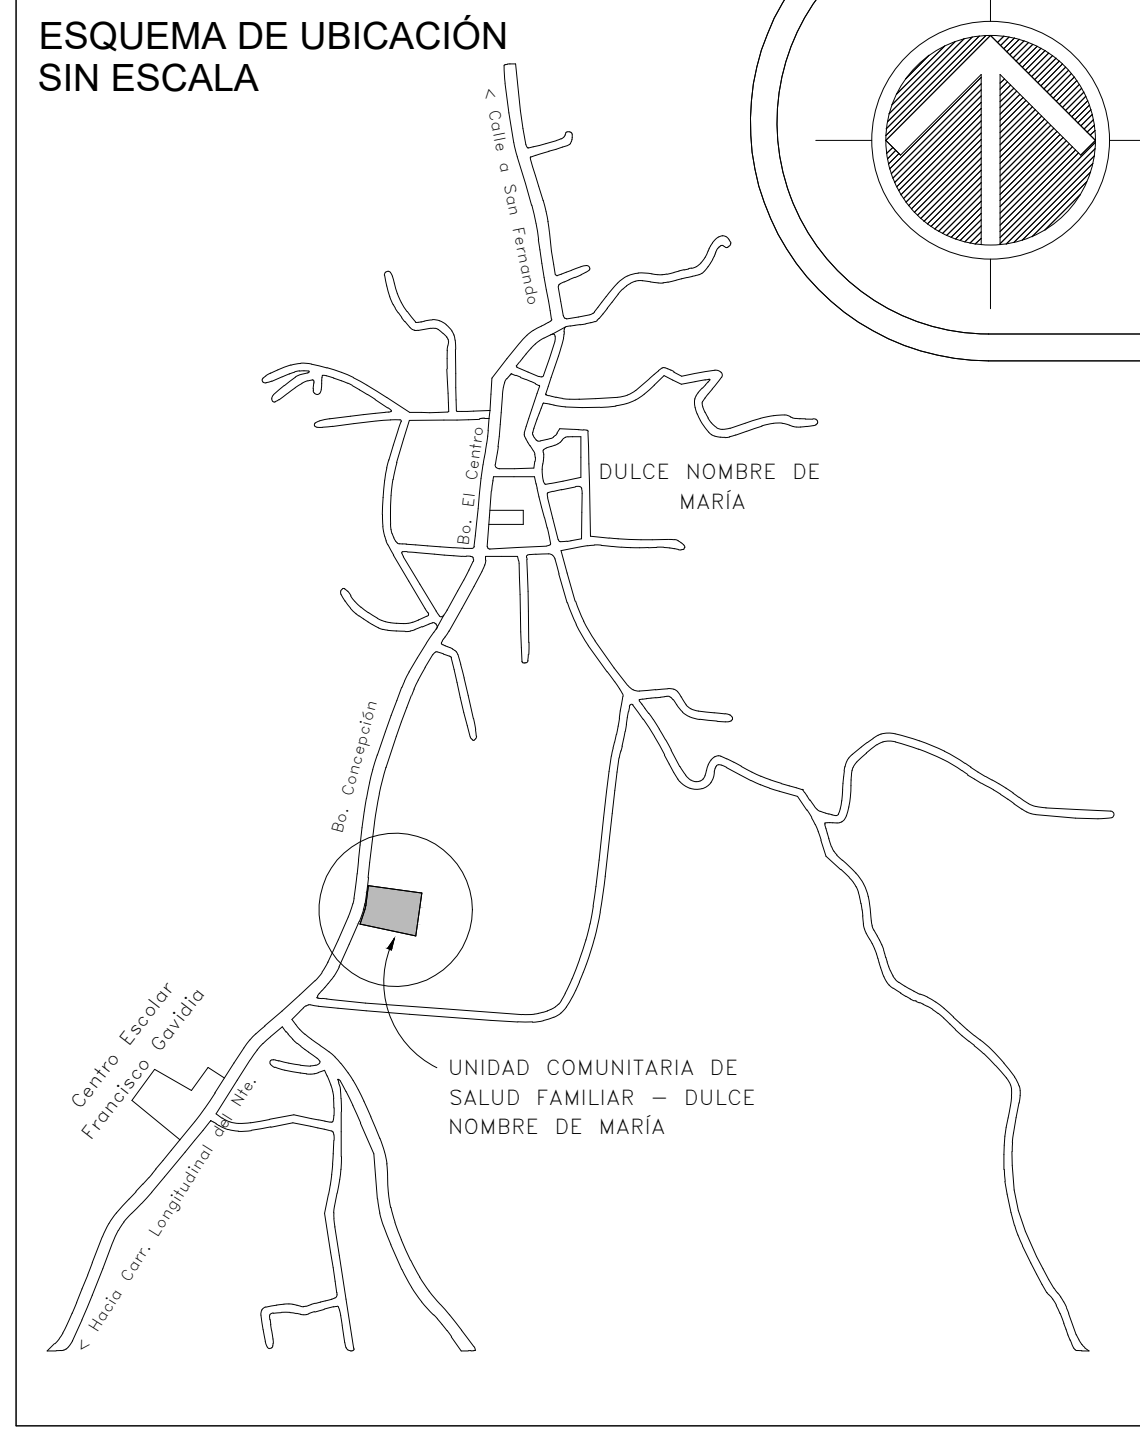 ESQUEMA DE UBICACIÓN
SIN ESCALA
< Calle a San Fernando
Bo. El Centro
DULCE NOMBRE DE
MARÍA
Bo. Concepción
Centro Escolar
Francisco Gavidia
< Hacia Carr. Longitudinal del Nte.
UNIDAD COMUNITARIA DE
SALUD FAMILIAR – DULCE
NOMBRE DE MARÍA